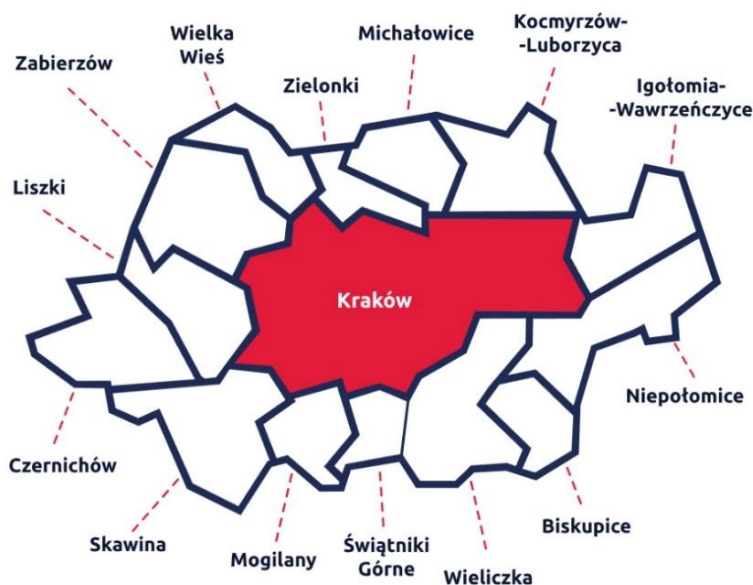 Wielka
Wieś
Michałowice
Kocmyrzów-
-Luborzyca
Zabierzów
Zielonki
Igołomia-
-Wawrzeńczyce
Liszki
Kraków
Niepołomice
Czernichów
Skawina
Mogilany
Świątniki
Górne
Wieliczka
Biskupice